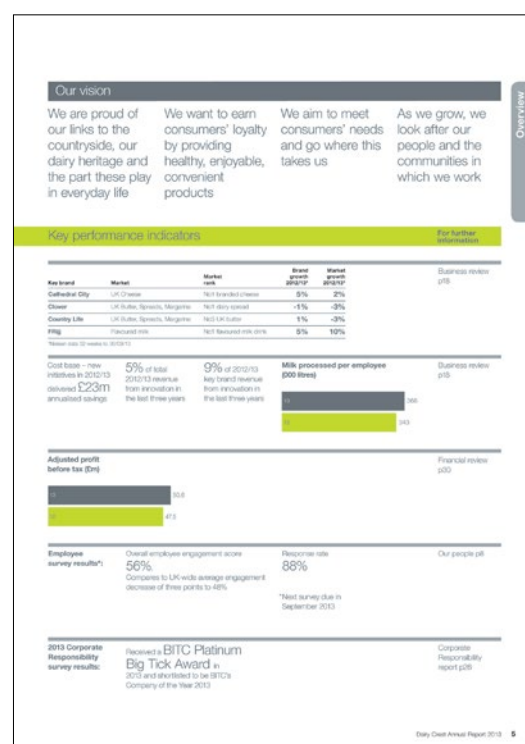 Overview
Our vision
We are proud of
our links to the
countryside, our
dairy heritage and
the part these play
in everyday life
We want to earn
consumers' loyalty
by providing
healthy, enjoyable,
convenient
products
We aim to meet
consumers' needs
and go where this
takes us
As we grow, we
look after our
people and the
communities in
which we work
Key performance indicators
For further
information
Key brand Market Market rank Brand growth 2012/13* Market growth 2012/13*
Cathedral City UK Cheese No1 branded cheese 5% 2%
Clover UK Butter, Spreads, Margarine No1 dairy spread -1% -3%
Country Life UK Butter, Spreads, Margarine UK butter 1% -3%
FRijj Flavoured milk No1 flavoured milk drink 5% 10%
Business review
Cost base – new
initiatives in 2012/13
delivered £23m
annualised savings
5% of total
2012/13 revenue
from innovation in
the last three years
9% of 2012/13
key brand revenue
from innovation in
the last three years
Milk processed per employee
(000 litres)
13
12 343
Business review
p15
Adjusted profit
before tax (£m)
13
12
Financial review
Employee
survey results*:
Overall employee engagement score
56%
Compares to UK-wide average engagement
decrease of three points to
Response rate
88%
*Next survey due in
September 2013
Our people
2013 Corporate
Responsibility
survey results:
Received a BITC Platinum
Big Tick Award in
2013 and shortlisted to be BITC's
Company of the Year 2013
Corporate
Responsibility
report
Dairy Crest Annual Report 2013 5